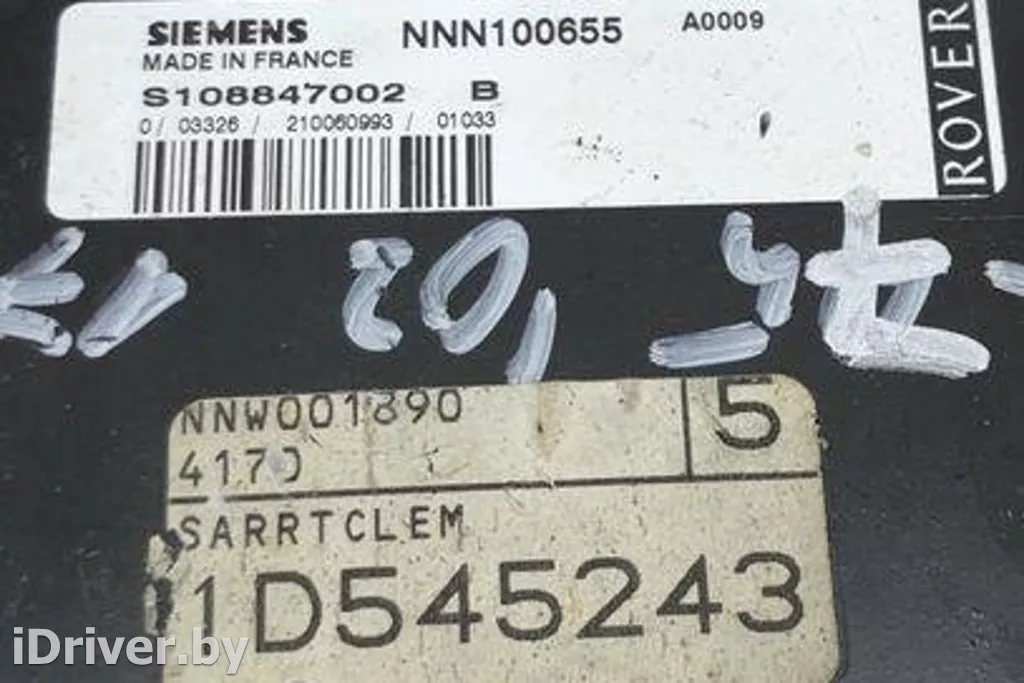 SIEMENS NNN100655 A0009
MADE IN FRANCE
S108847002 B
0/ 03326 / 210060993 / 01033
ROVER
NNW001890 5
4170
SARRTCLEM
1D545243
iDriver.by